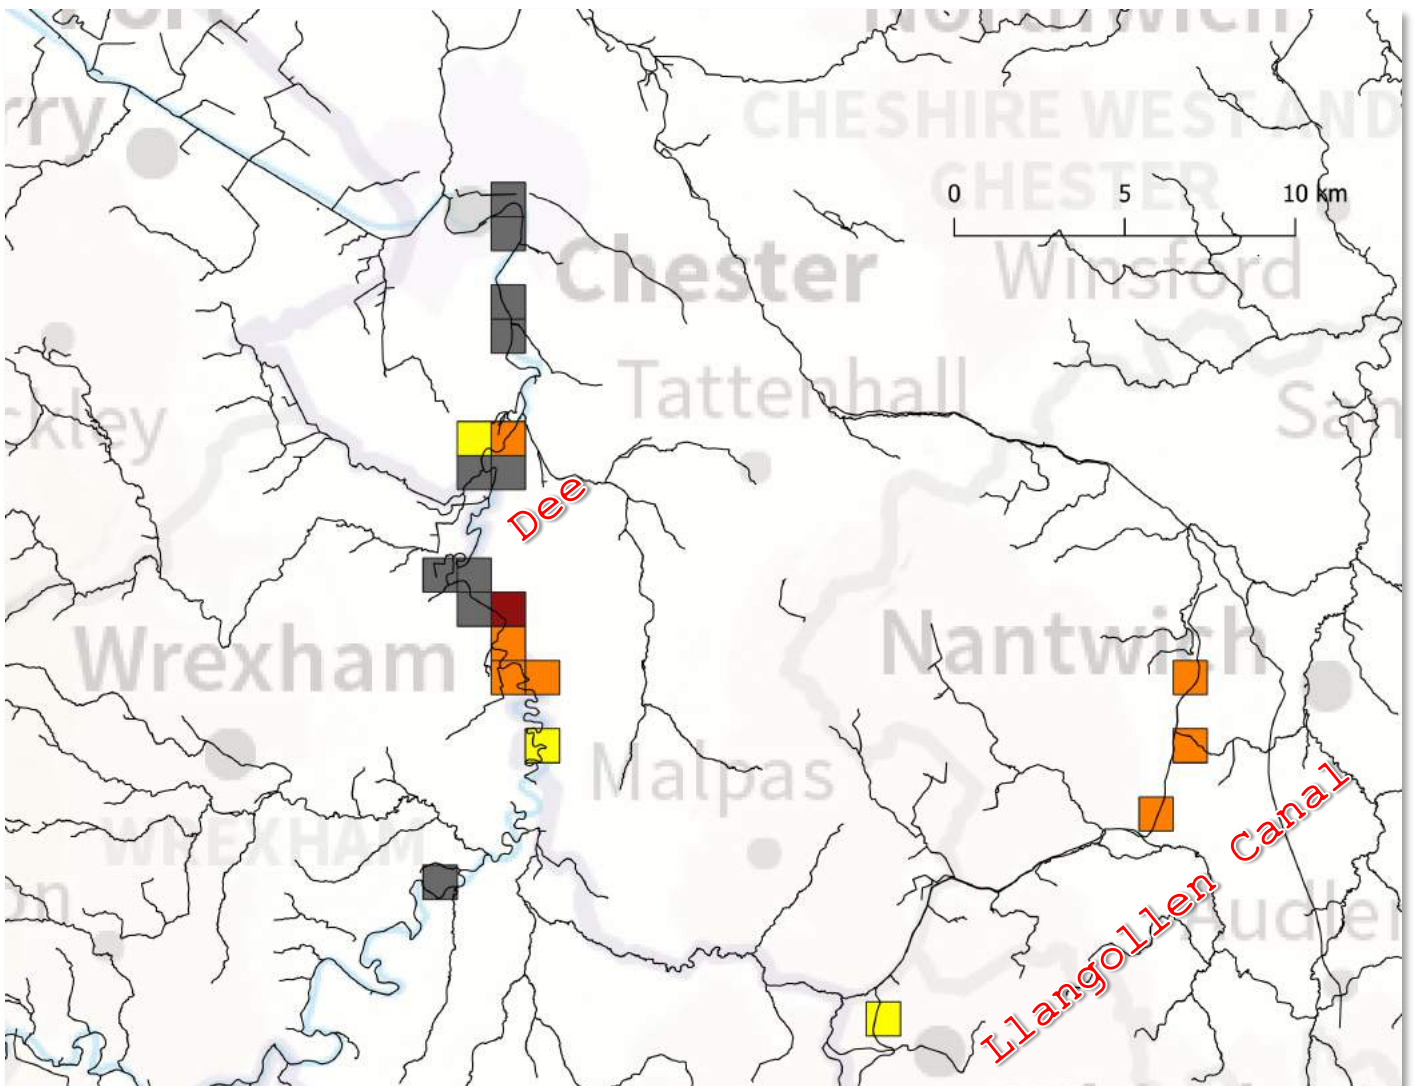 CHESHIRE WEST AND
CHESTER
0 5 10 km
Chester
Winsford
Tattenhall
Dee
Wrexham
Nantwich
Malpas
WREXHAM
Llangollen Canal